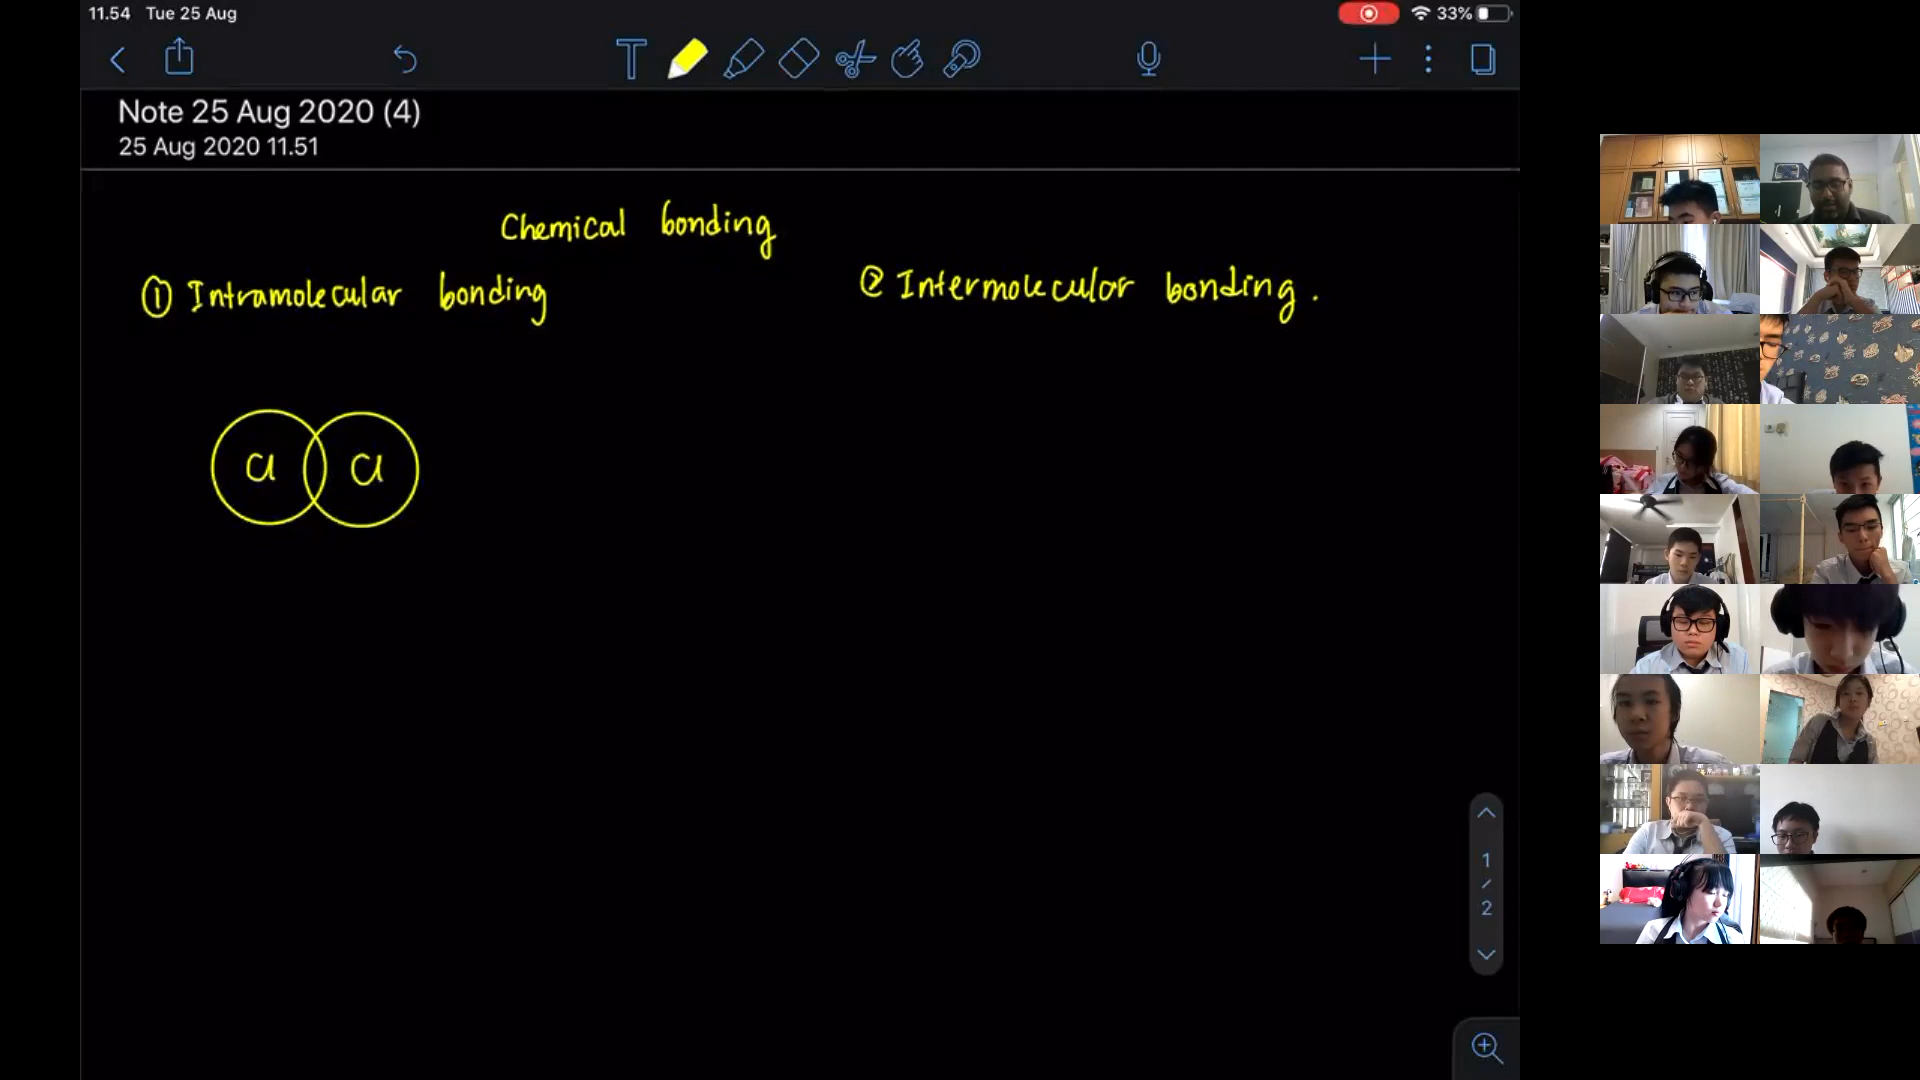 11.54 Tue 25 Aug
33%
T
Note 25 Aug 2020 (4)
25 Aug 2020 11.51
Chemical bonding
① Intramolecular bonding
② Intermolecular bonding.
Cl Cl
1
/
2